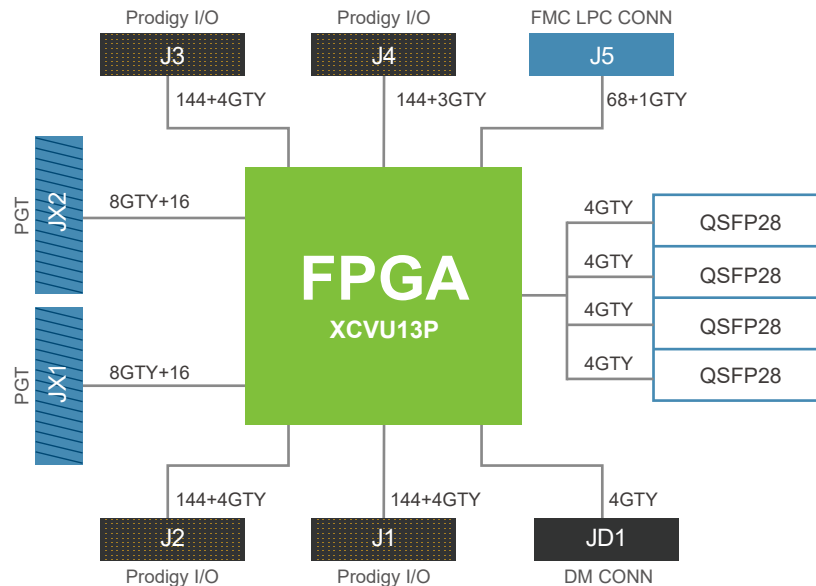 Prodigy I/O
Prodigy I/O
FMC LPC CONN
J3
J4
J5
144+4GTY
144+3GTY
68+1GTY
PGT
JX2
8GTY+16
FPGA
XCVU13P
4GTY
QSFP28
4GTY
QSFP28
4GTY
QSFP28
4GTY
QSFP28
PGT
JX1
8GTY+16
144+4GTY
144+4GTY
4GTY
J2
J1
JD1
Prodigy I/O
Prodigy I/O
DM CONN